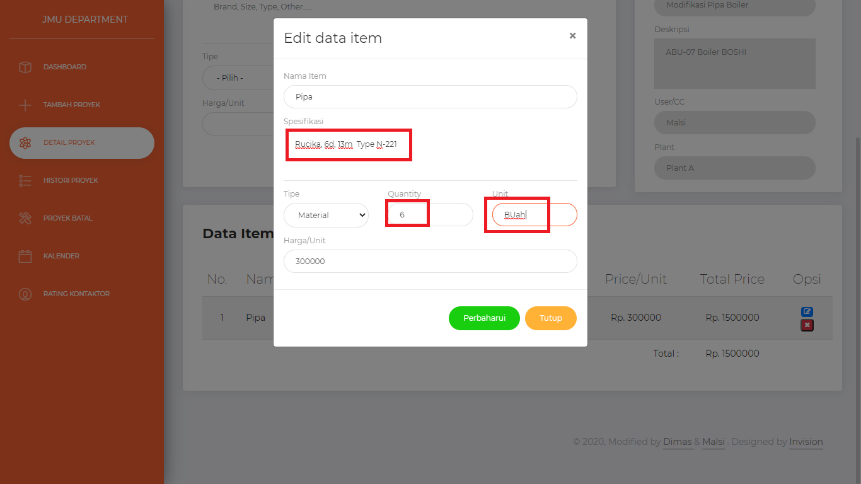 JMU DEPARTMENT
DASHBOARD
TAMBAH PROYEK
DETAIL PROYEK
HISTORI PROYEK
PROYEK BATAL
KALENDER
RATING KONTAKTOR
Brand, Size, Type, Other.....
Tipe
- Pilih -
Harga/Unit
Edit data item
×
Nama Item
Pipa
Spesifikasi
Rucika, 6d, 13m, Type N-221
Tipe
Quantity
Unit
Material
6
BUah
Harga/Unit
300000
Perbaharui
Tutup
Modifikasi Pipa Boiler
Deskripsi
ABU-07 Boiler BOSHI
User/CC
Malsi
Plant
Plant A
Data Item
No.
Nam
Price/Unit
Total Price
Opsi
1
Pipa
Rp. 300000
Rp. 1500000
Total :
Rp. 1500000
© 2020, Modified by Dimas & Malsi . Designed by Invision